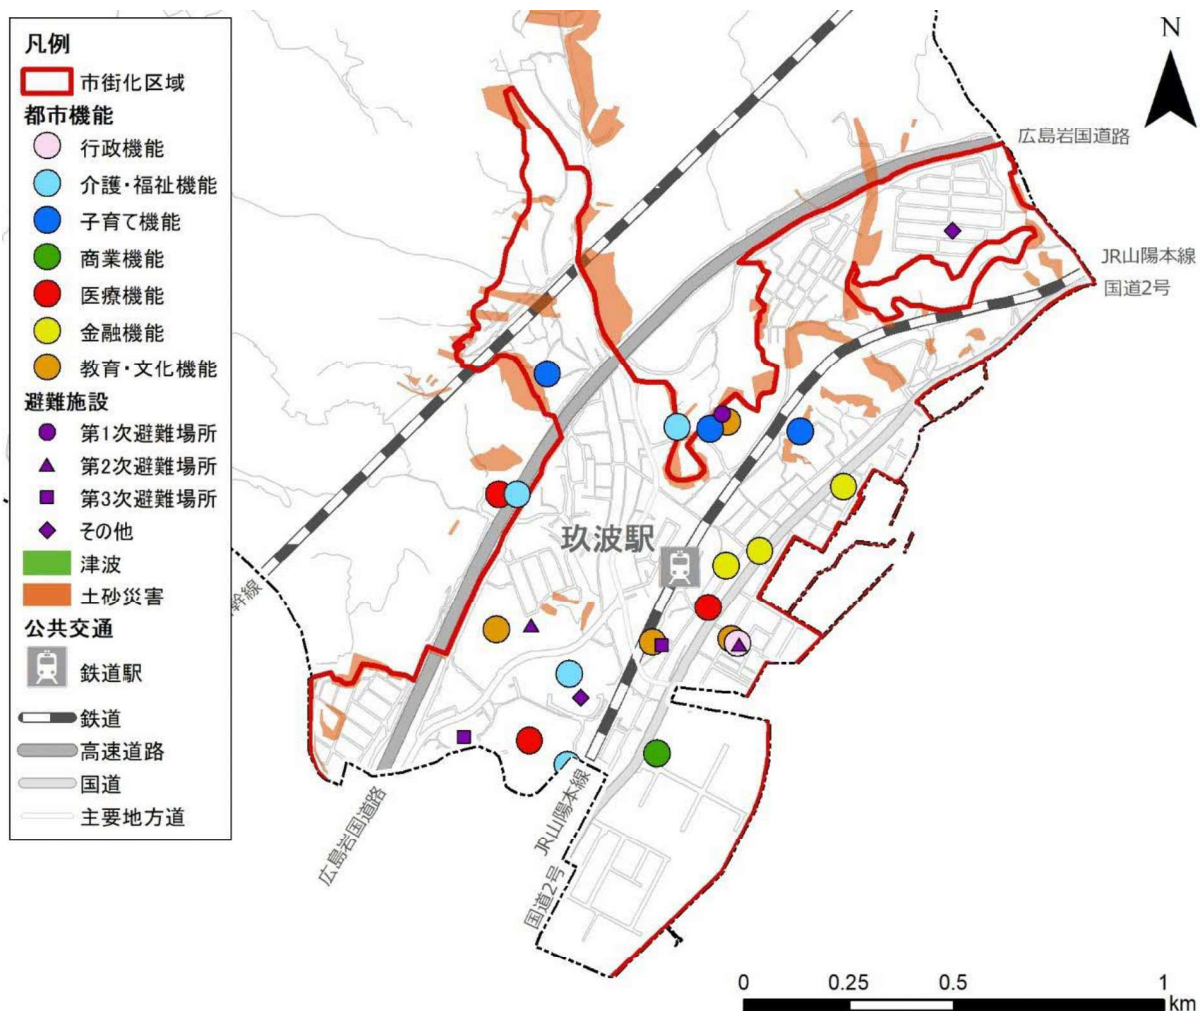 凡例
市街化区域
都市機能
行政機能
介護・福祉機能
子育て機能
商業機能
医療機能
金融機能
教育・文化機能
避難施設
第1次避難場所
第2次避難場所
第3次避難場所
その他
津波
土砂災害
公共交通
鉄道駅
鉄道
高速道路
国道
主要地方道
N
広島岩国道路
JR山陽本線
国道2号
玖波駅
幹線
広島岩国道路
JR山陽本線
国道2号
0 0.25 0.5 1
km